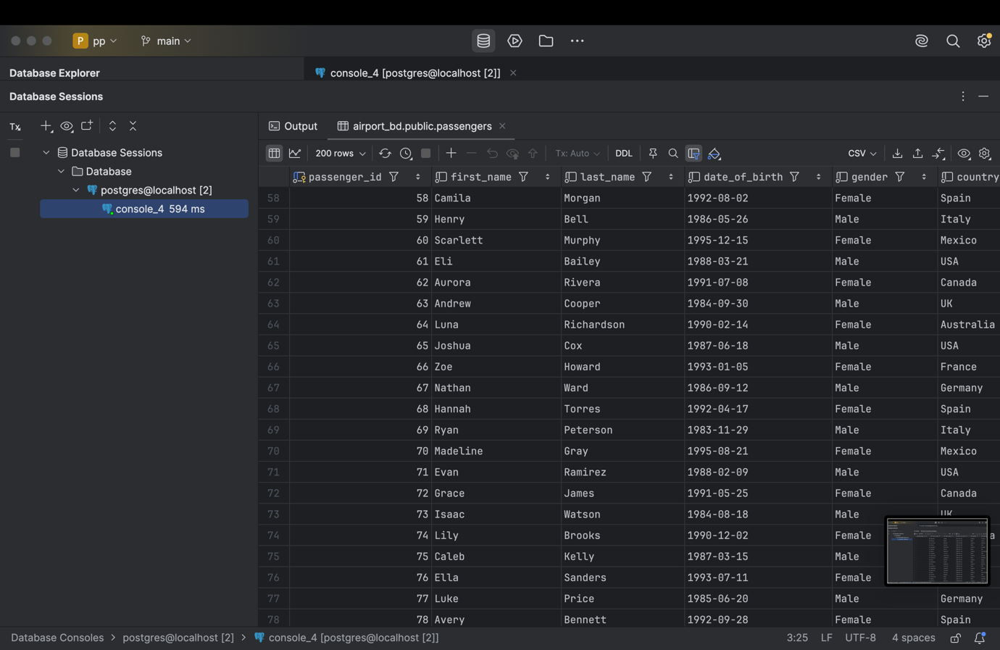 P pp main
Database Explorer
console_4 [postgres@localhost [2]]
Database Sessions
Tx
Output airport_bd.public.passengers
200 rows Tx: Auto DDL CSV
Database Sessions
Database
postgres@localhost [2]
console_4 594 ms
passenger_id first_name last_name date_of_birth gender country
58 58 Camila Morgan 1992-08-02 Female Spain
59 59 Henry Bell 1986-05-26 Male Italy
60 60 Scarlett Murphy 1995-12-15 Female Mexico
61 61 Eli Bailey 1988-03-21 Male USA
62 62 Aurora Rivera 1991-07-08 Female Canada
63 63 Andrew Cooper 1984-09-30 Male UK
64 64 Luna Richardson 1990-02-14 Female Australia
65 65 Joshua Cox 1987-06-18 Male USA
66 66 Zoe Howard 1993-01-05 Female France
67 67 Nathan Ward 1986-09-12 Male Germany
68 68 Hannah Torres 1992-04-17 Female Spain
69 69 Ryan Peterson 1983-11-29 Male Italy
70 70 Madeline Gray 1995-08-21 Female Mexico
71 71 Evan Ramirez 1988-02-09 Male USA
72 72 Grace James 1991-05-25 Female Canada
73 73 Isaac Watson 1984-08-18 Male UK
74 74 Lily Brooks 1990-12-02 Female
75 75 Caleb Kelly 1987-03-15 Male
76 76 Ella Sanders 1993-07-11 Female
77 77 Luke Price 1985-06-20 Male Germany
78 78 Avery Bennett 1992-09-28 Female Spain
Database Consoles > postgres@localhost [2] > console_4 [postgres@localhost [2]] 3:25 LF UTF-8 4 spaces